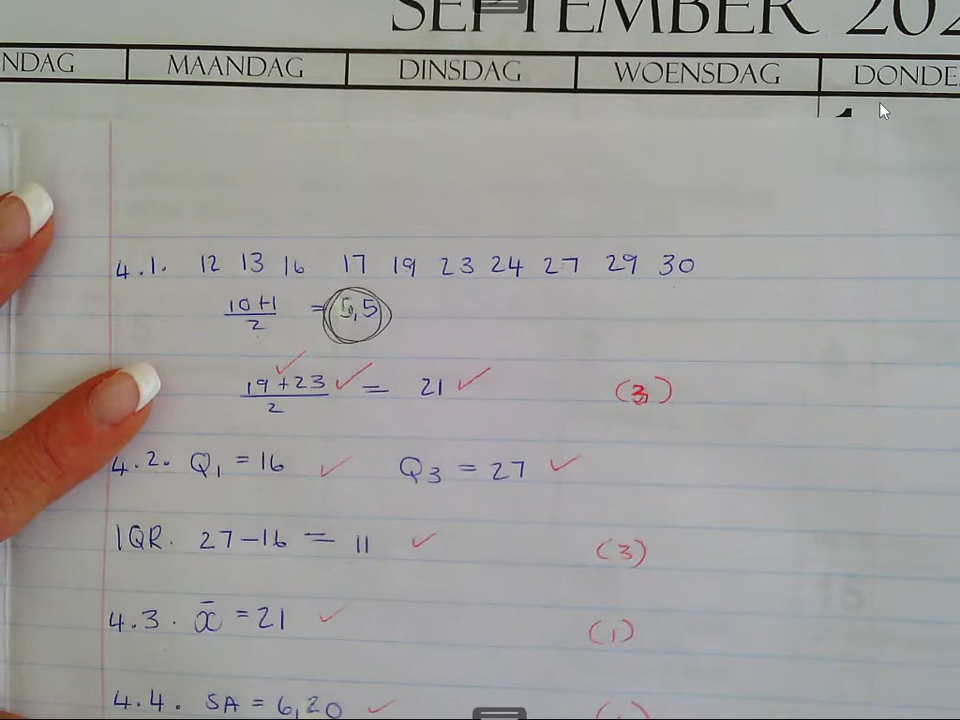 SEPTEMBER 202
NDAG MAANDAG DINSDAG WOENSDAG DONDE
4.1. 12 13 16 17 19 23 24 27 29 30
10+1/2 = 5,5
19+23/2 = 21 (3)
4.2. Q1 = 16 Q3 = 27
IQR. 27-16 = 11 (3)
4.3. x̄ = 21 (1)
4.4. SA = 6,20